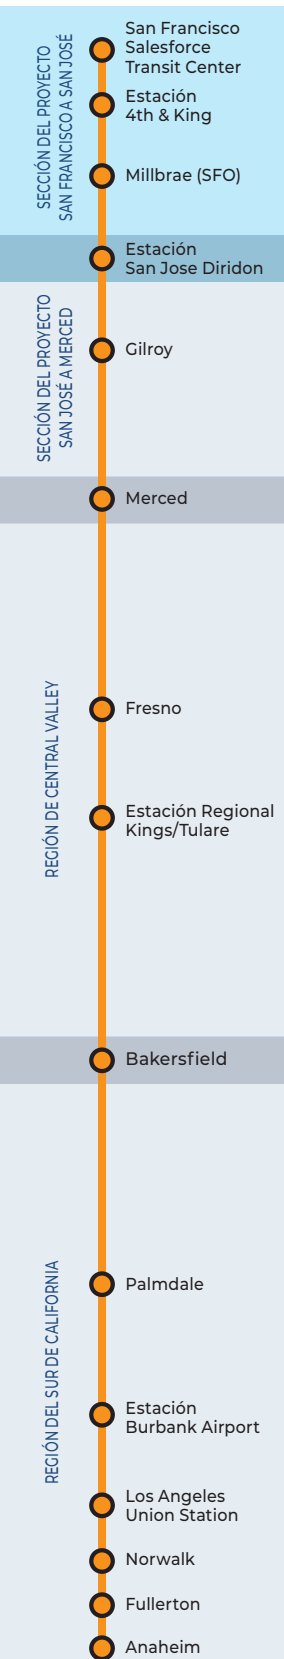 SECCIÓN DEL PROYECTO
SAN FRANCISCO A SAN JOSÉ
San Francisco
Salesforce
Transit Center
Estación
4th & King
Millbrae (SFO)
Estación
San Jose Diridon
SECCIÓN DEL PROYECTO
SAN JOSÉ A MERCED
Gilroy
Merced
REGIÓN DE CENTRAL VALLEY
Fresno
Estación Regional
Kings/Tulare
Bakersfield
REGIÓN DEL SUR DE CALIFORNIA
Palmdale
Estación
Burbank Airport
Los Angeles
Union Station
Norwalk
Fullerton
Anaheim